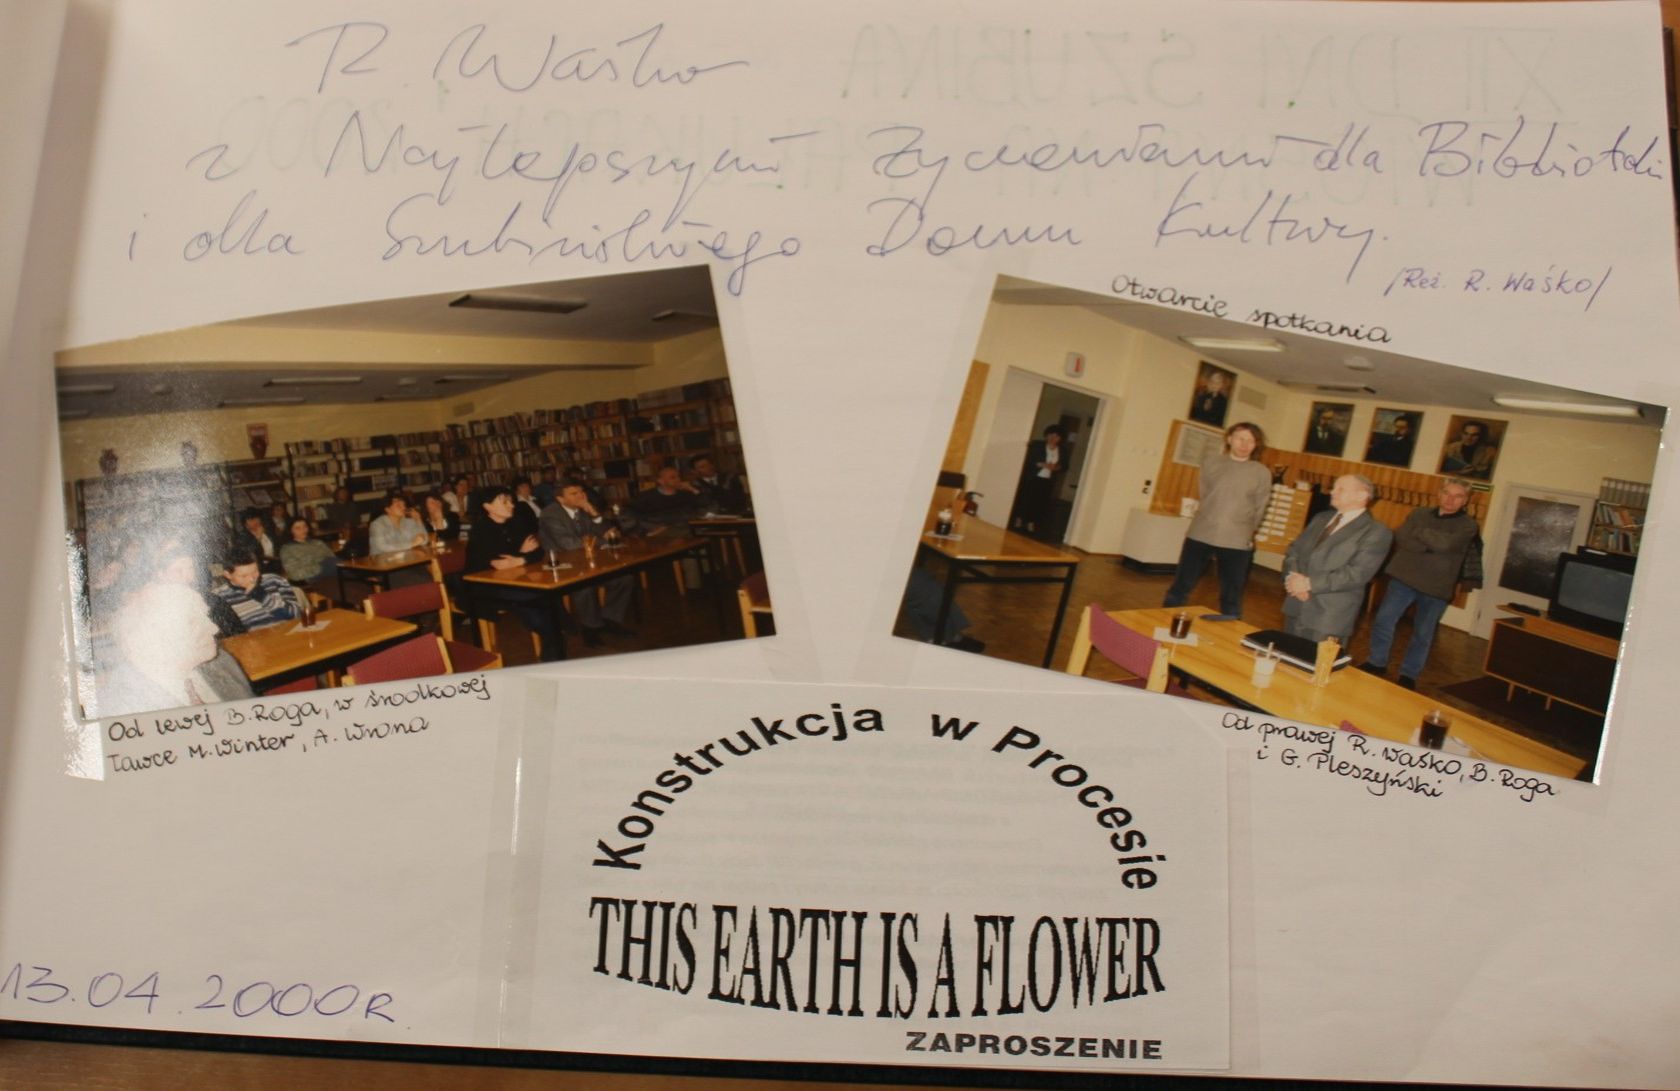 R. Waśko
z Najlepszymi Życzeniami dla Biblioteki
i dla Szubińskiego Domu Kultury.
/Reż. R. Waśko/
Otwarcie spotkania
Od lewej B. Roga, w środkowej
ławce M. Winter, A. Wrona
Od prawej R. Waśko, B. Roga
i G. Pleszyński
Konstrukcja w Procesie
THIS EARTH IS A FLOWER
ZAPROSZENIE
13.04.2000R.